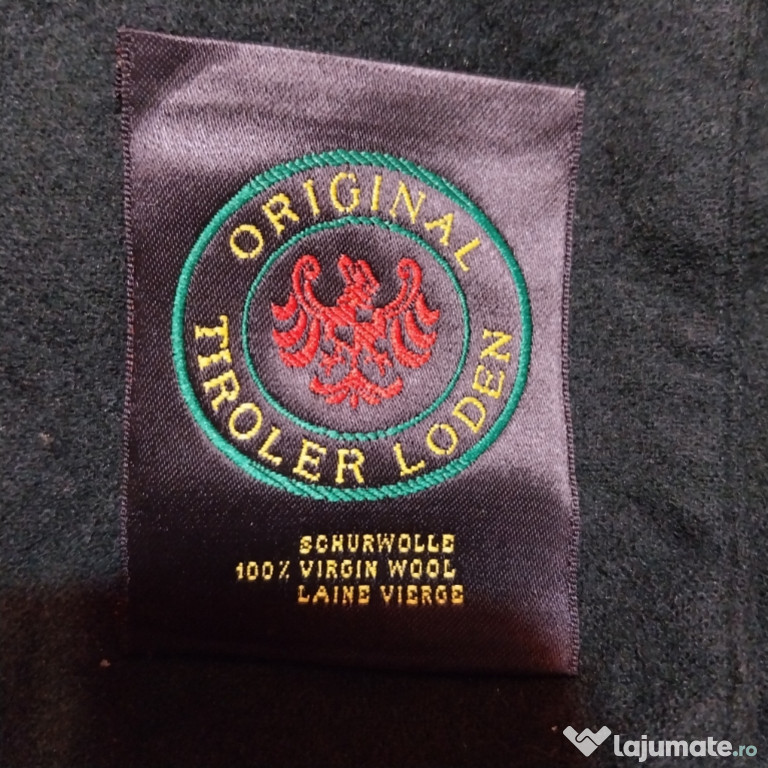 ORIGINAL
TIROLER LODEN
SCHURWOLLE
100% VIRGIN WOOL
LAINE VIERGE
lajumate.ro